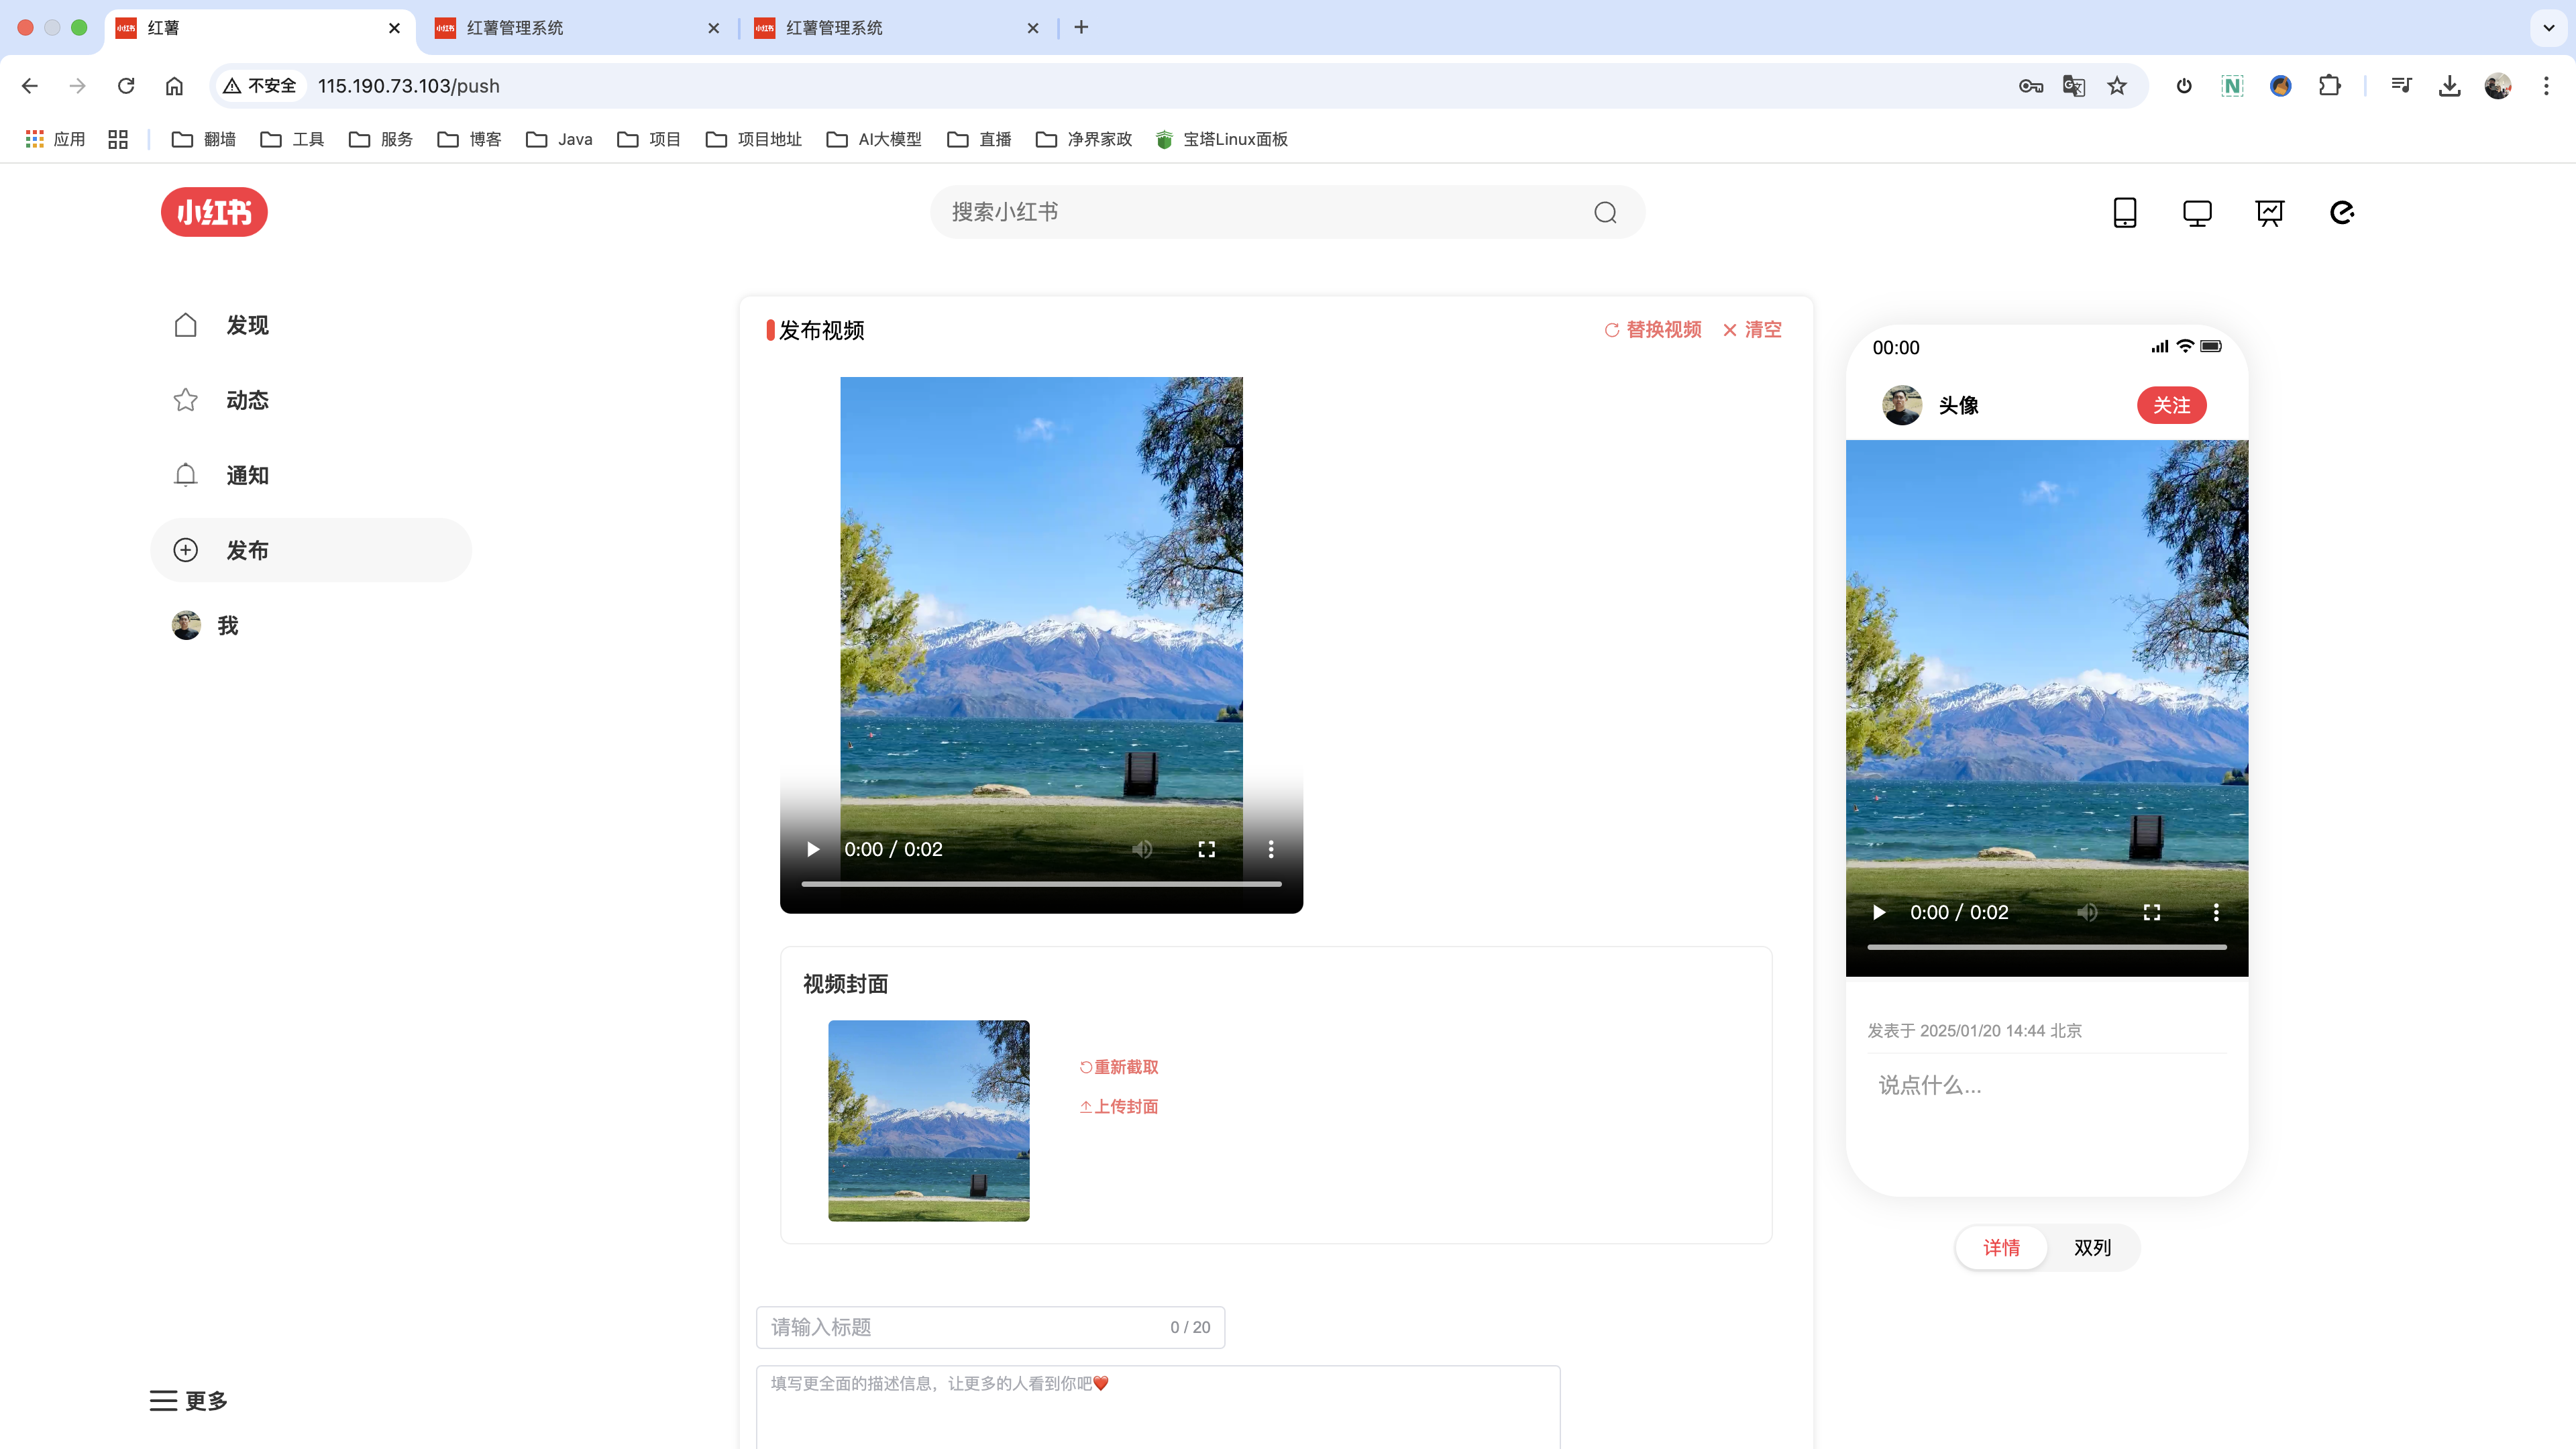 红薯
红薯管理系统
红薯管理系统
不安全
115.190.73.103/push
应用
翻墙
工具
服务
博客
Java
项目
项目地址
AI大模型
直播
净界家政
宝塔Linux面板
小红书
搜索小红书
发现
动态
通知
发布
我
更多
发布视频
替换视频
清空
0:00 / 0:02
视频封面
重新截取
上传封面
请输入标题
0 / 20
填写更全面的描述信息，让更多的人看到你吧❤️
00:00
头像
关注
0:00 / 0:02
发表于 2025/01/20 14:44 北京
说点什么...
详情
双列